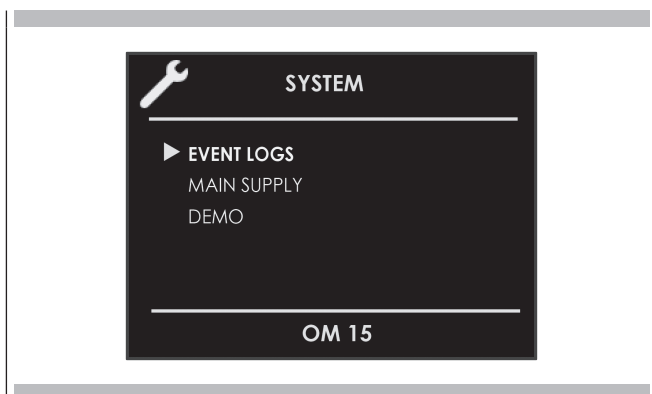 SYSTEM
EVENT LOGS
MAIN SUPPLY
DEMO
OM 15